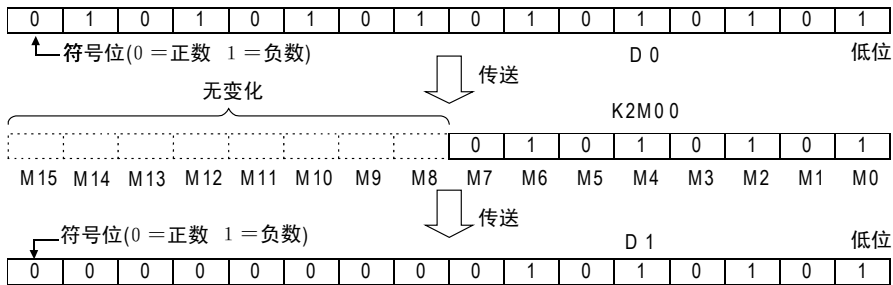 0 1 0 1 0 1 0 1 0 1 0 1 0 1 0 1
符号位(0＝正数 1＝负数) D 0 低位
传送
无变化
K2M0 0
0 1 0 1 0 1 0 1
M15 M14 M13 M12 M11 M10 M9 M8 M7 M6 M5 M4 M3 M2 M1 M0
传送
符号位(0＝正数 1＝负数) D 1 低位
0 0 0 0 0 0 0 0 0 1 0 1 0 1 0 1